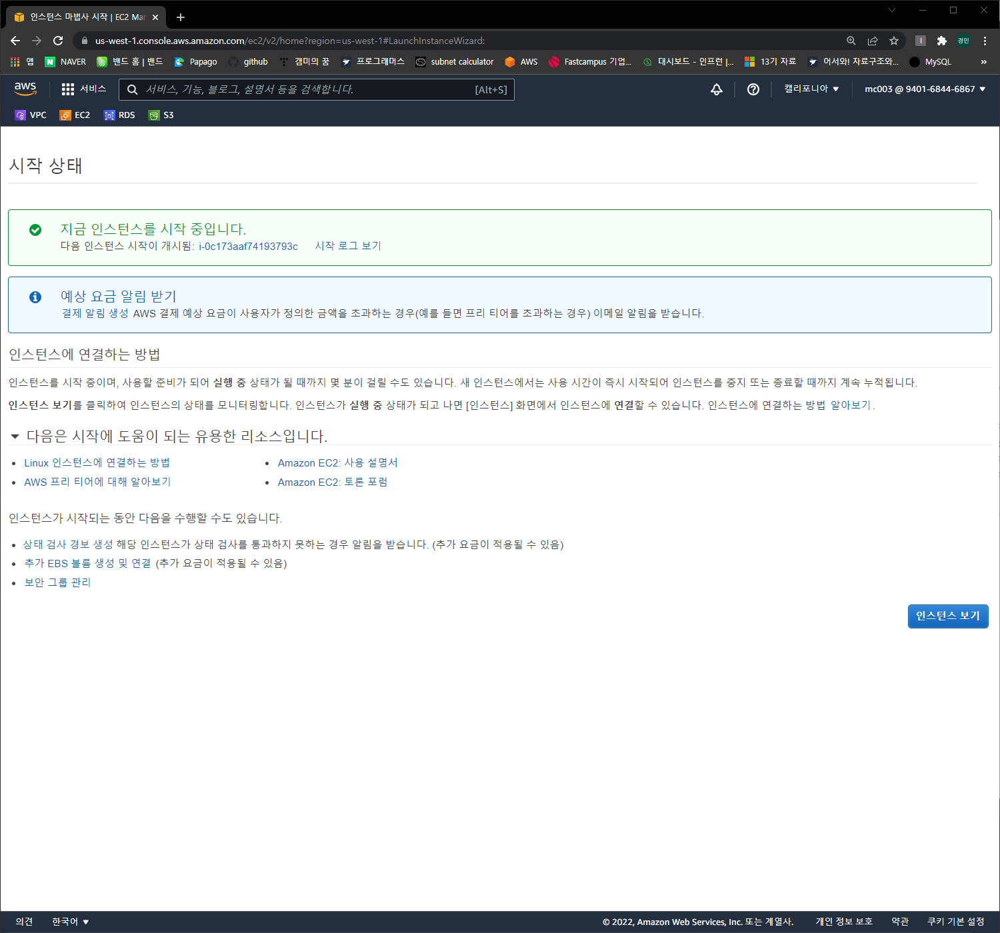 인스턴스 마법사 시작 | EC2 Mar
us-west-1.console.aws.amazon.com/ec2/v2/home?region=us-west-1#LaunchInstanceWizard:
경민
앱 NAVER 밴드 홈 | 밴드 Papago github 캠미의 꿈 프로그래머스 subnet calculator AWS Fastcampus 기업... 대시보드 - 인프런 |... 13기 자료 어서와! 자료구조와... MySQL »
aws 서비스 서비스, 기능, 블로그, 설명서 등을 검색합니다. [Alt+S] 캘리포니아 ▼ mc003 @ 9401-6844-6867 ▼
VPC EC2 RDS S3
시작 상태
지금 인스턴스를 시작 중입니다.
다음 인스턴스 시작이 개시됨: i-0c173aaf74193793c 시작 로그 보기
예상 요금 알림 받기
결제 알림 생성 AWS 결제 예상 요금이 사용자가 정의한 금액을 초과하는 경우(예를 들면 프리 티어를 초과하는 경우) 이메일 알림을 받습니다.
인스턴스에 연결하는 방법
인스턴스를 시작 중이며, 사용할 준비가 되어 실행 중 상태가 될 때까지 몇 분이 걸릴 수도 있습니다. 새 인스턴스에서는 사용 시간이 즉시 시작되어 인스턴스를 중지 또는 종료할 때까지 계속 누적됩니다.
인스턴스 보기를 클릭하여 인스턴스의 상태를 모니터링합니다. 인스턴스가 실행 중 상태가 되고 나면 [인스턴스] 화면에서 인스턴스에 연결할 수 있습니다. 인스턴스에 연결하는 방법 알아보기.
▼ 다음은 시작에 도움이 되는 유용한 리소스입니다.
• Linux 인스턴스에 연결하는 방법 • Amazon EC2: 사용 설명서
• AWS 프리 티어에 대해 알아보기 • Amazon EC2: 토론 포럼
인스턴스가 시작되는 동안 다음을 수행할 수도 있습니다.
• 상태 검사 경보 생성 해당 인스턴스가 상태 검사를 통과하지 못하는 경우 알림을 받습니다. (추가 요금이 적용될 수 있음)
• 추가 EBS 볼륨 생성 및 연결 (추가 요금이 적용될 수 있음)
• 보안 그룹 관리
인스턴스 보기
의견 한국어 ▼ © 2022, Amazon Web Services, Inc. 또는 계열사. 개인 정보 보호 약관 쿠키 기본 설정